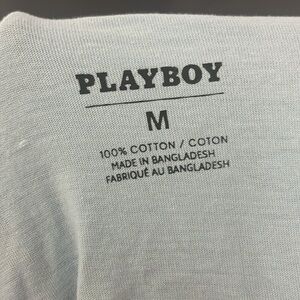 PLAYBOY
M
100% COTTON / COTON
MADE IN BANGLADESH
FABRIQUÉ AU BANGLADESH